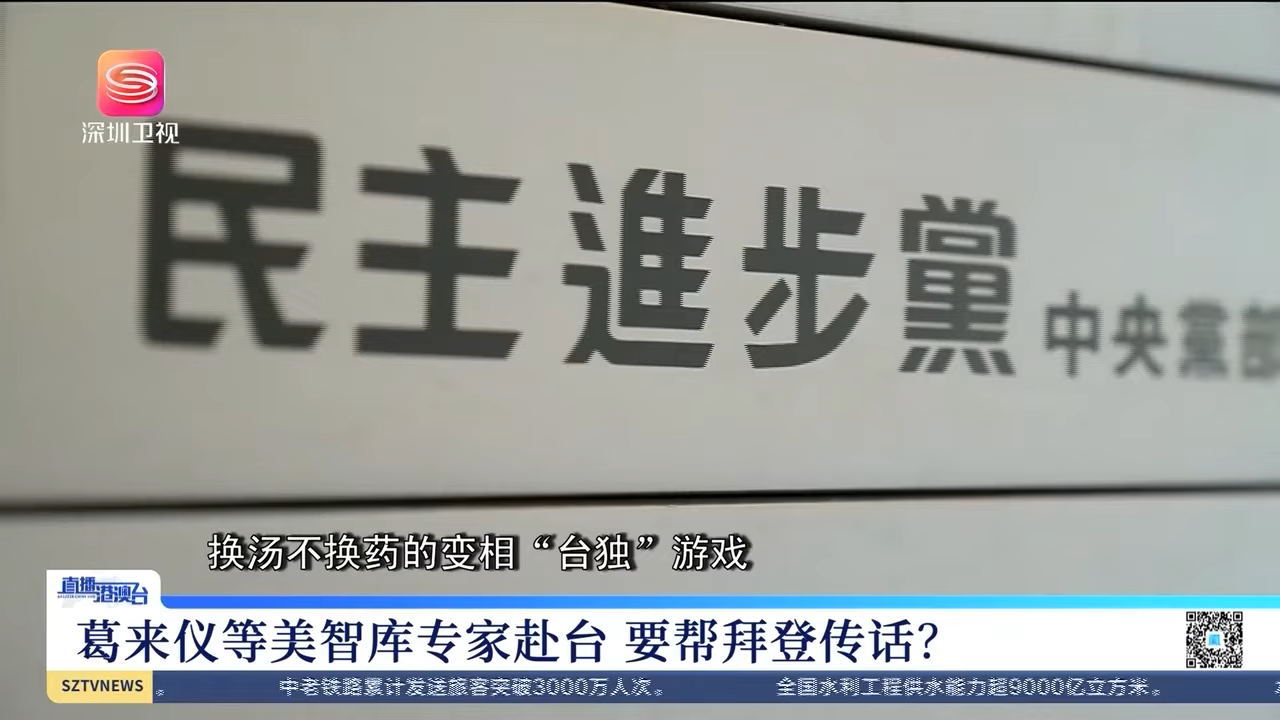 深圳卫视
民主進步黨 中央黨部
换汤不换药的变相“台独”游戏
直播港澳台
葛来仪等美智库专家赴台 要帮拜登传话?
SZTVNEWS 。 中老铁路累计发送旅客突破3000万人次。 全国水利工程供水能力超9000亿立方米。